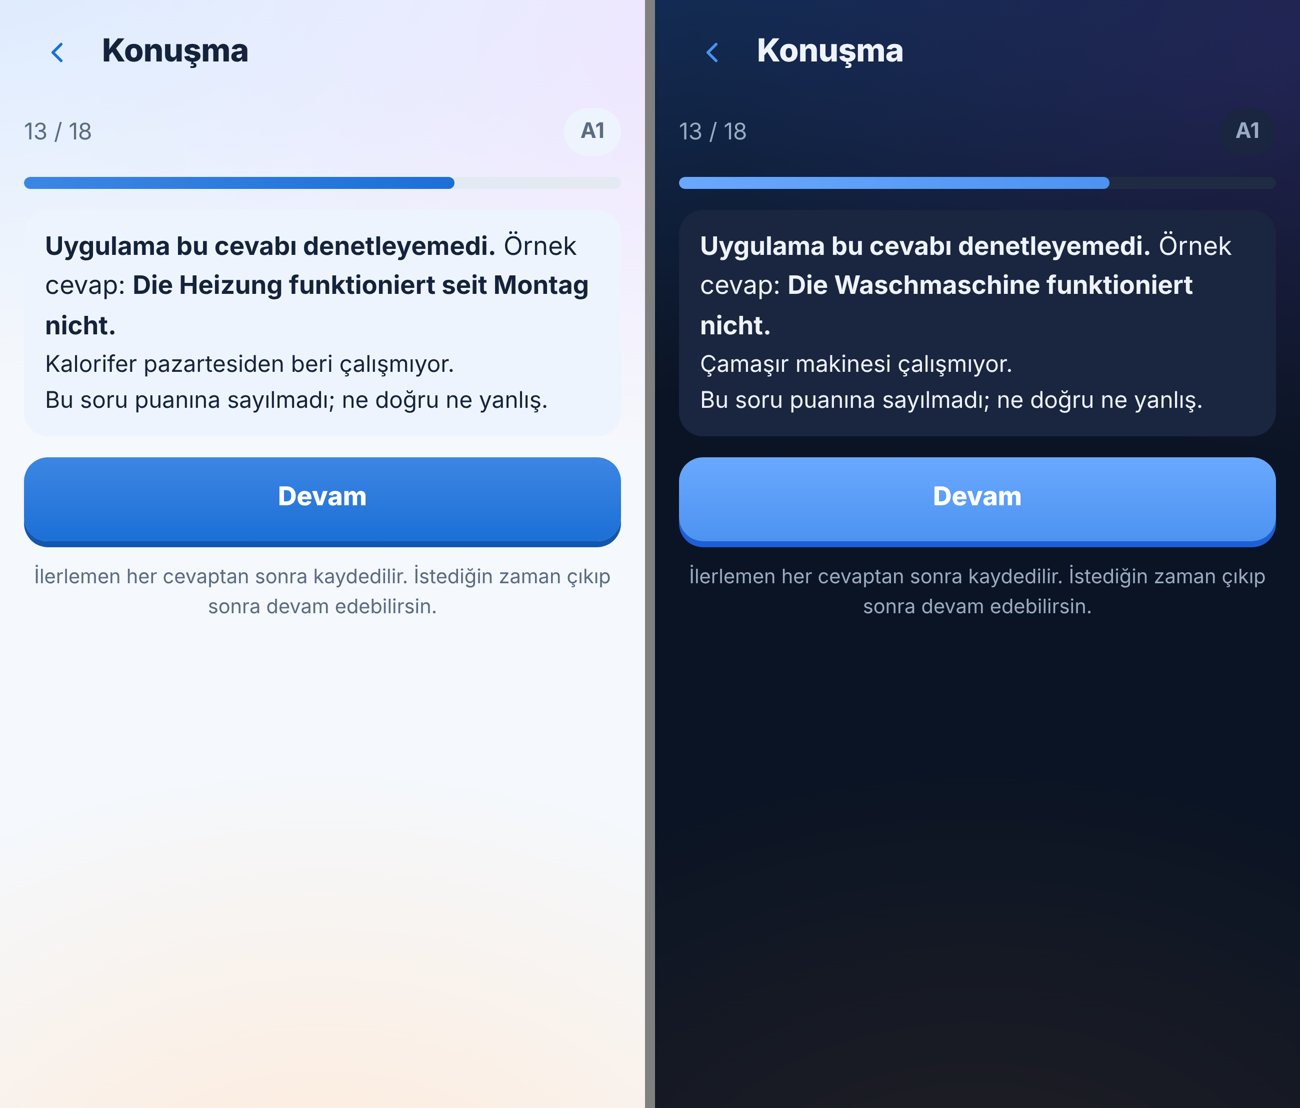 Konuşma
13 / 18
A1
Uygulama bu cevabı denetleyemedi. Örnek
cevap: Die Heizung funktioniert seit Montag
nicht.
Kalorifer pazartesiden beri çalışmıyor.
Bu soru puanına sayılmadı; ne doğru ne yanlış.
Devam
İlerlemen her cevaptan sonra kaydedilir. İstediğin zaman çıkıp
sonra devam edebilirsin.
Konuşma
13 / 18
A1
Uygulama bu cevabı denetleyemedi. Örnek
cevap: Die Waschmaschine funktioniert
nicht.
Çamaşır makinesi çalışmıyor.
Bu soru puanına sayılmadı; ne doğru ne yanlış.
Devam
İlerlemen her cevaptan sonra kaydedilir. İstediğin zaman çıkıp
sonra devam edebilirsin.